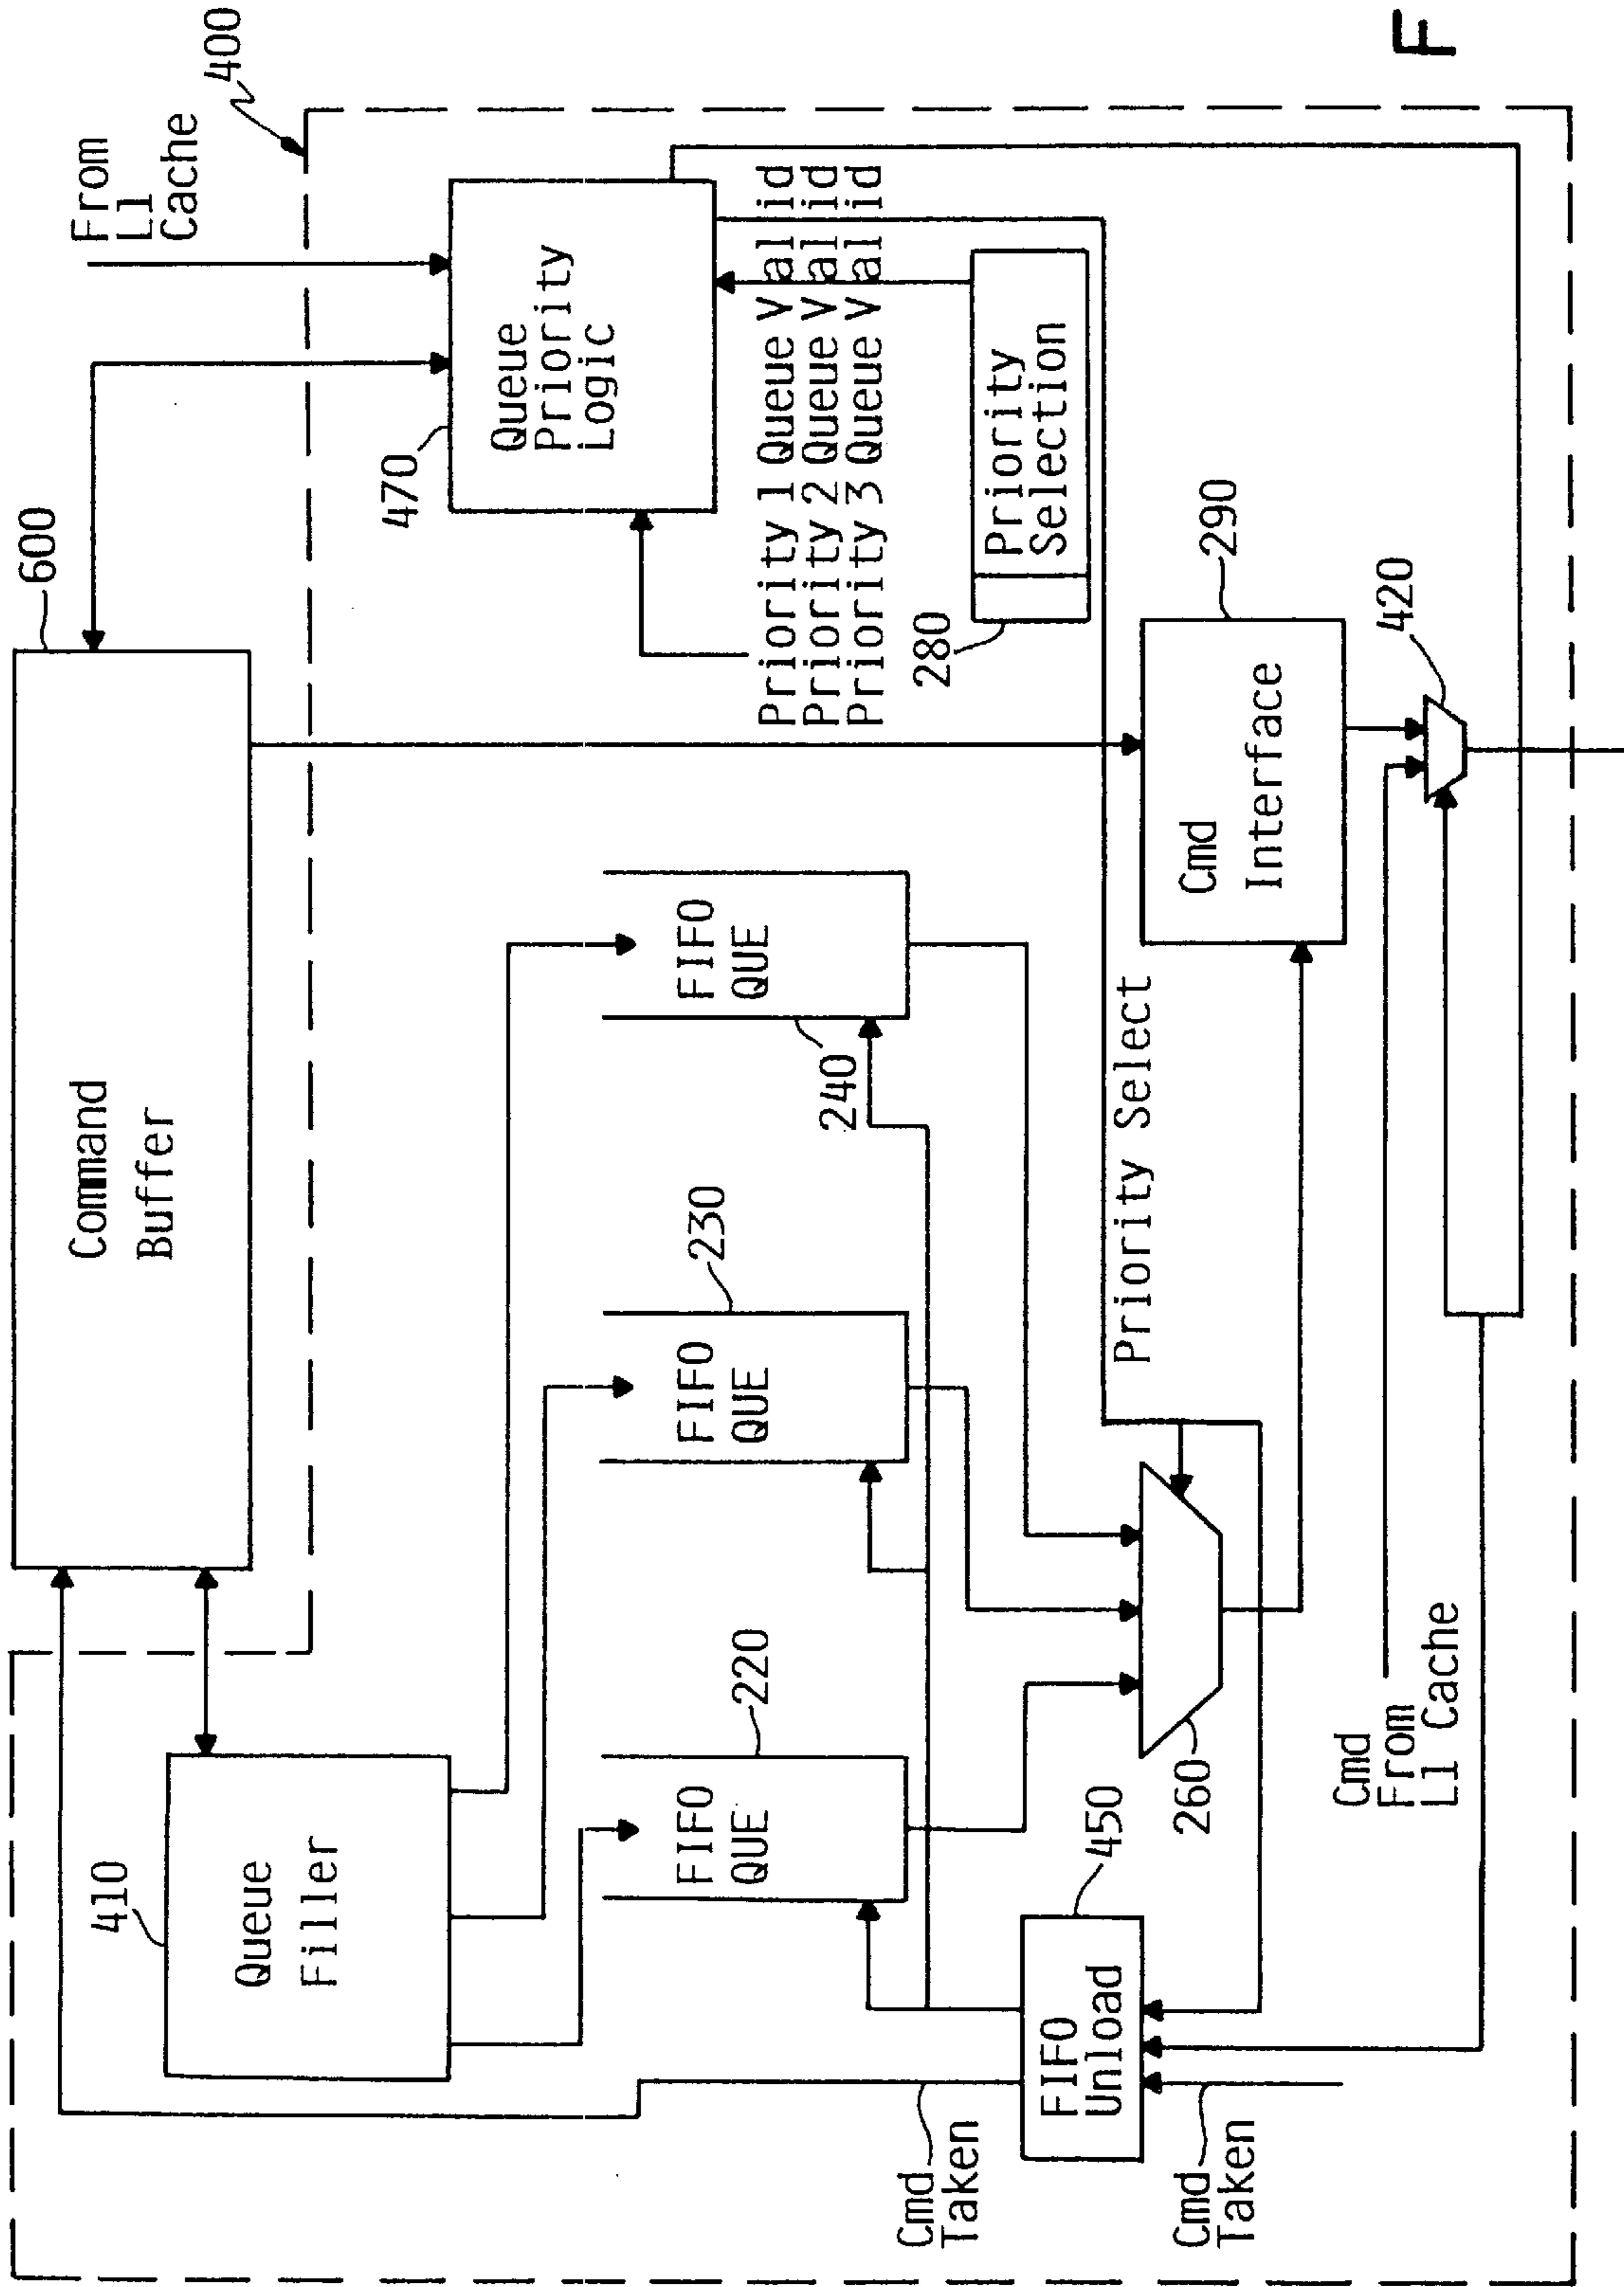 600
From
L1
Cache
400
Command
Buffer
410
Queue
Filler
470
Queue
Priority
Logic
Priority 1 Queue Valid
Priority 2 Queue Valid
Priority 3 Queue Valid
220
FIFO
QUE
230
FIFO
QUE
240
FIFO
QUE
280
Priority
Selection
Cmd
Taken
FIFO
Unload
450
260
Priority Select
Cmd
Interface
290
Cmd
Taken
Cmd
From
L1 Cache
420
F